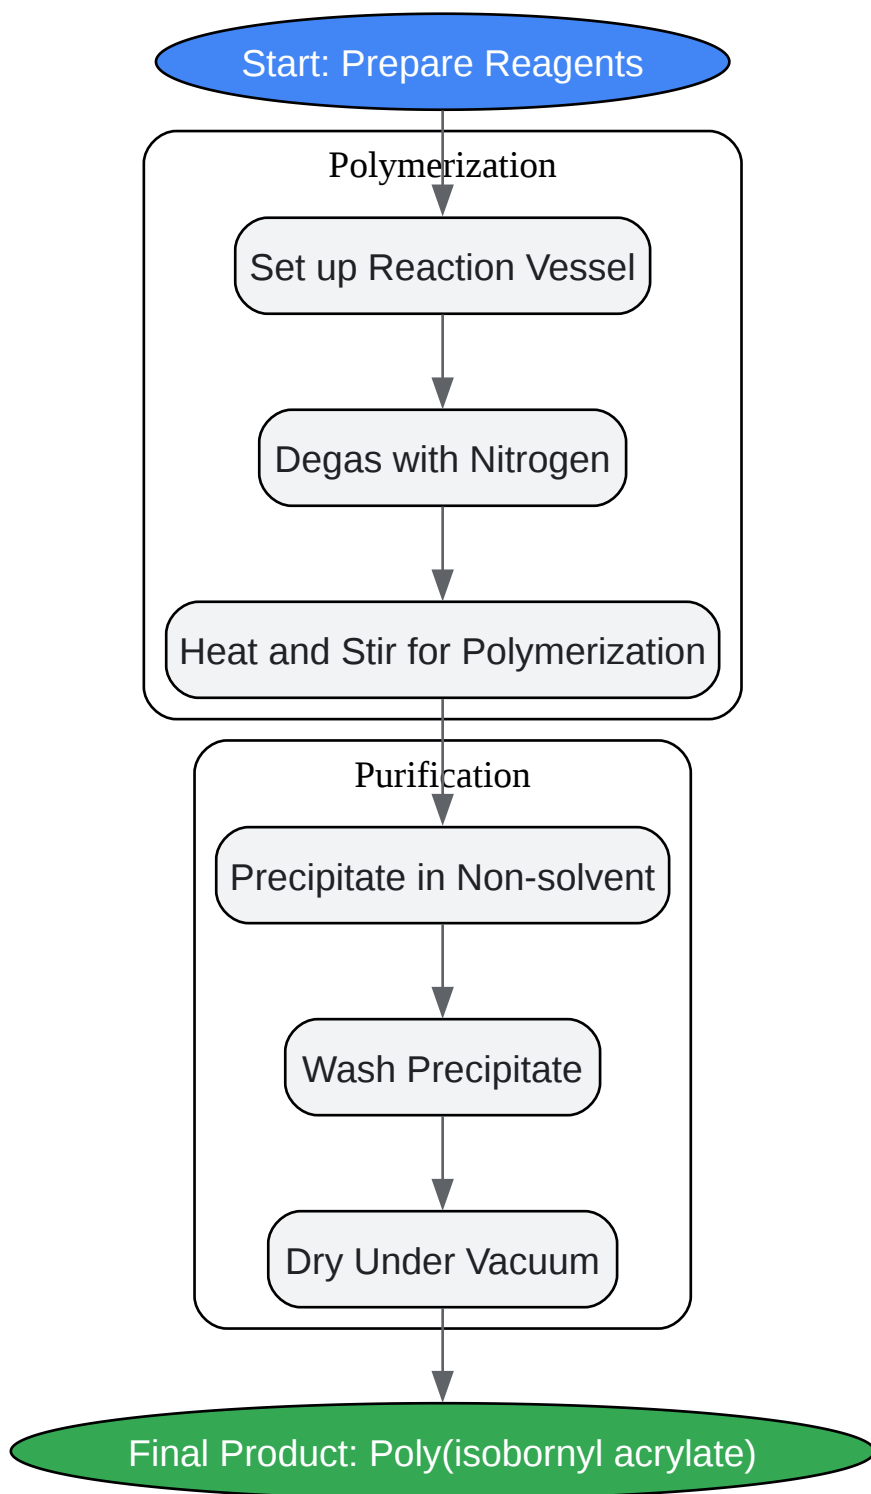 Start: Prepare Reagents
Polymerization
Set up Reaction Vessel
Degas with Nitrogen
Heat and Stir for Polymerization
Purification
Precipitate in Non-solvent
Wash Precipitate
Dry Under Vacuum
Final Product: Poly(isobornyl acrylate)